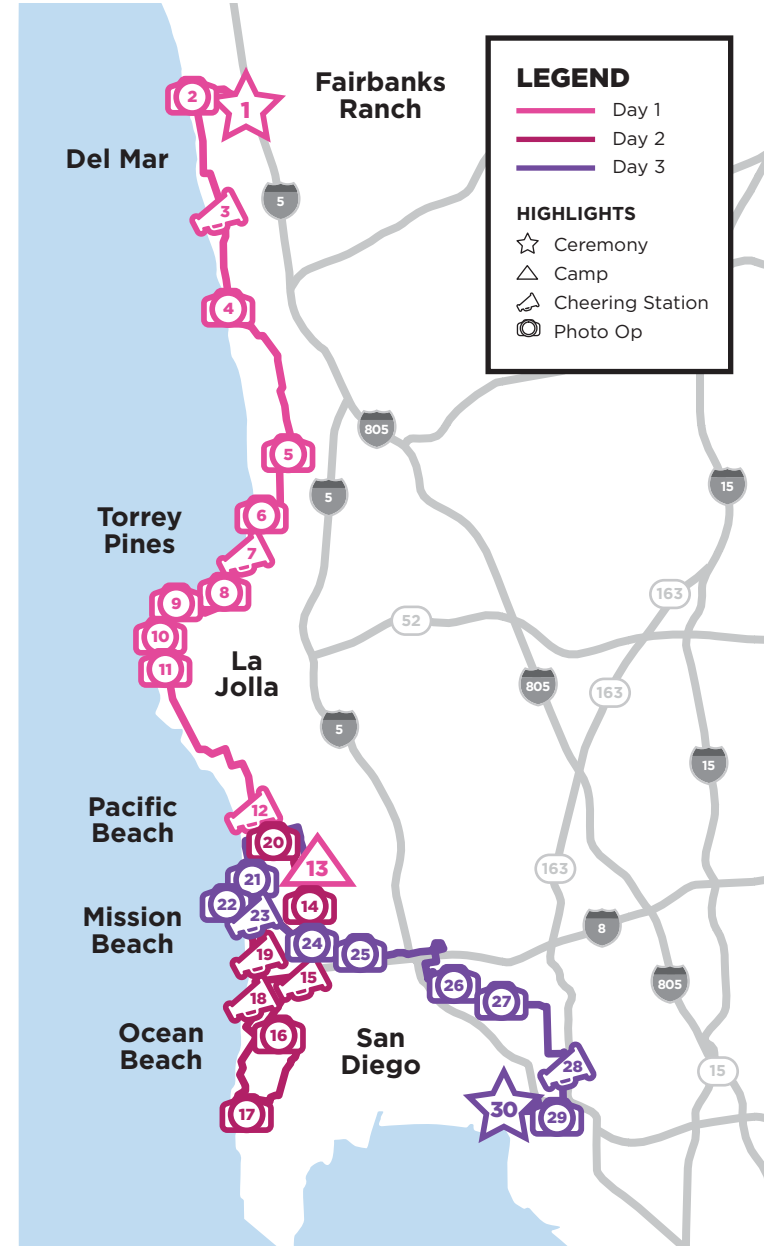 Fairbanks
Ranch
Del Mar
LEGEND
Day 1
Day 2
Day 3
HIGHLIGHTS
Ceremony
Camp
Cheering Station
Photo Op
1
2
5
3
4
805
5
5
15
6
Torrey
Pines
7
8
9
163
52
10
11
La
Jolla
805
163
5
15
12
Pacific
Beach
20
13
163
21
14
22
23
Mission
Beach
8
24
19
25
15
26
805
18
27
16
Ocean
Beach
San
Diego
28
15
17
30
29